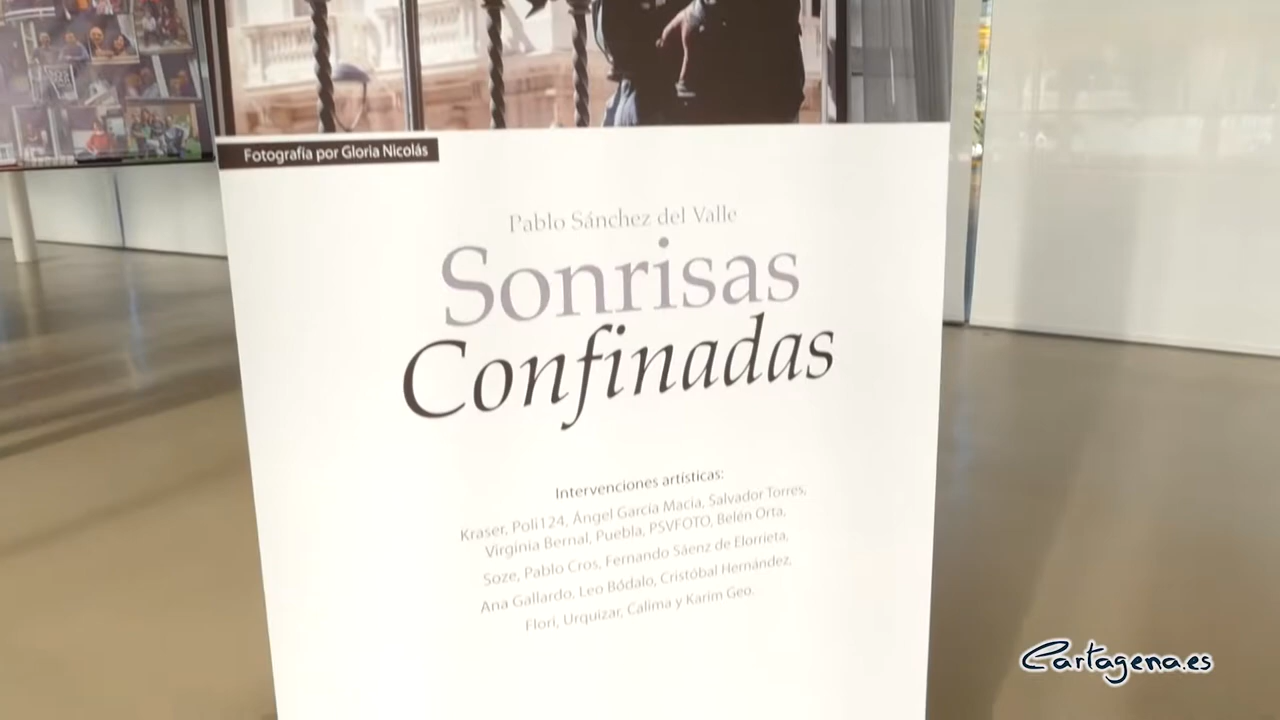 Fotografía por Gloria Nicolás
Pablo Sánchez del Valle
Sonrisas
Confinadas
Intervenciones artísticas:
Kraser, Poli124, Ángel García Macia, Salvador Torres,
Virginia Bernal, Puebla, PSVFOTO, Belén Orta,
Soze, Pablo Cros, Fernando Sáenz de Elorrieta,
Ana Gallardo, Leo Bódalo, Cristóbal Hernández,
Flori, Urquizar, Calima y Karim Geo.
Cartagena.es